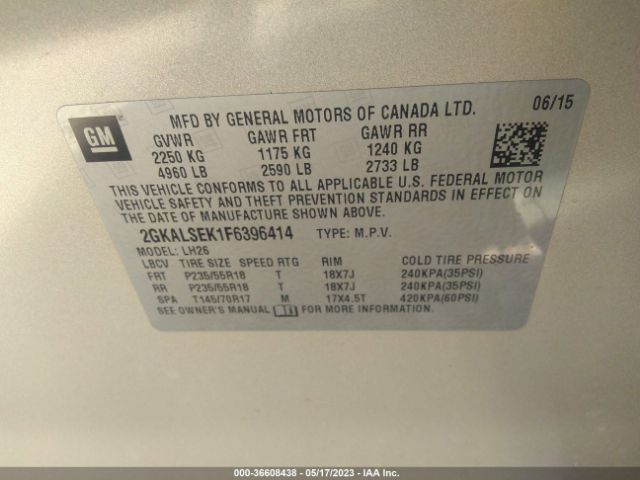 GM
MFD BY GENERAL MOTORS OF CANADA LTD. 06/15
GVWR GAWR FRT GAWR RR
2250 KG 1175 KG 1240 KG
4960 LB 2590 LB 2733 LB
THIS VEHICLE CONFORMS TO ALL APPLICABLE U.S. FEDERAL MOTOR
VEHICLE SAFETY AND THEFT PREVENTION STANDARDS IN EFFECT ON
THE DATE OF MANUFACTURE SHOWN ABOVE.
2GKALSEK1F6396414 TYPE: M.P.V.
MODEL: LH26
LBCV TIRE SIZE SPEED RTG RIM COLD TIRE PRESSURE
FRT P235/55R18 T 18X7J 240KPA(35PSI)
RR P235/55R18 T 18X7J 240KPA(35PSI)
SPA T145/70R17 M 17X4.5T 420KPA(60PSI)
SEE OWNER'S MANUAL FOR MORE INFORMATION.
000-36608438 - 05/17/2023 - IAA Inc.